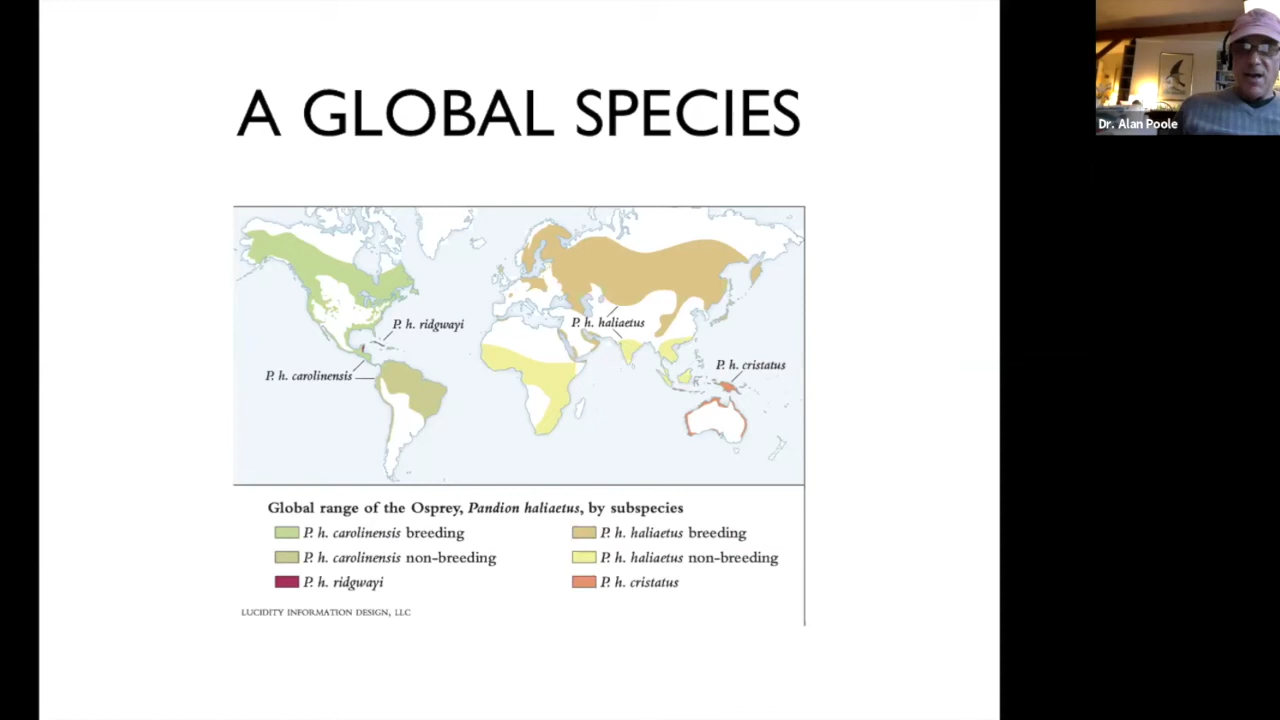 A GLOBAL SPECIES
Dr. Alan Poole
P. h. ridgwayi
P. h. haliaetus
P. h. cristatus
P. h. carolinensis
Global range of the Osprey, Pandion haliaetus, by subspecies
P. h. carolinensis breeding
P. h. haliaetus breeding
P. h. carolinensis non-breeding
P. h. haliaetus non-breeding
P. h. ridgwayi
P. h. cristatus
LUCIDITY INFORMATION DESIGN, LLC